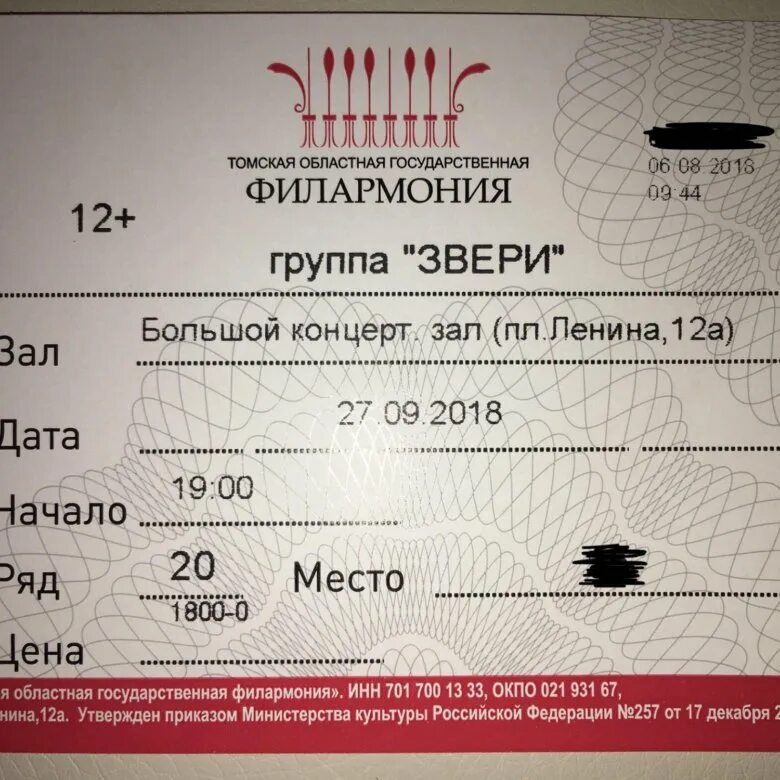 ТОМСКАЯ ОБЛАСТНАЯ ГОСУДАРСТВЕННАЯ
ФИЛАРМОНИЯ
06.08.2018
09:44
12+
группа "ЗВЕРИ"
Зал Большой концерт. зал (пл.Ленина,12а)
Дата 27.09.2018
Начало 19:00
Ряд 20 Место
1800-0
Цена
я областная государственная филармония». ИНН 701 700 13 33, ОКПО 021 931 67,
нина,12а. Утвержден приказом Министерства культуры Российской Федерации №257 от 17 декабря 2